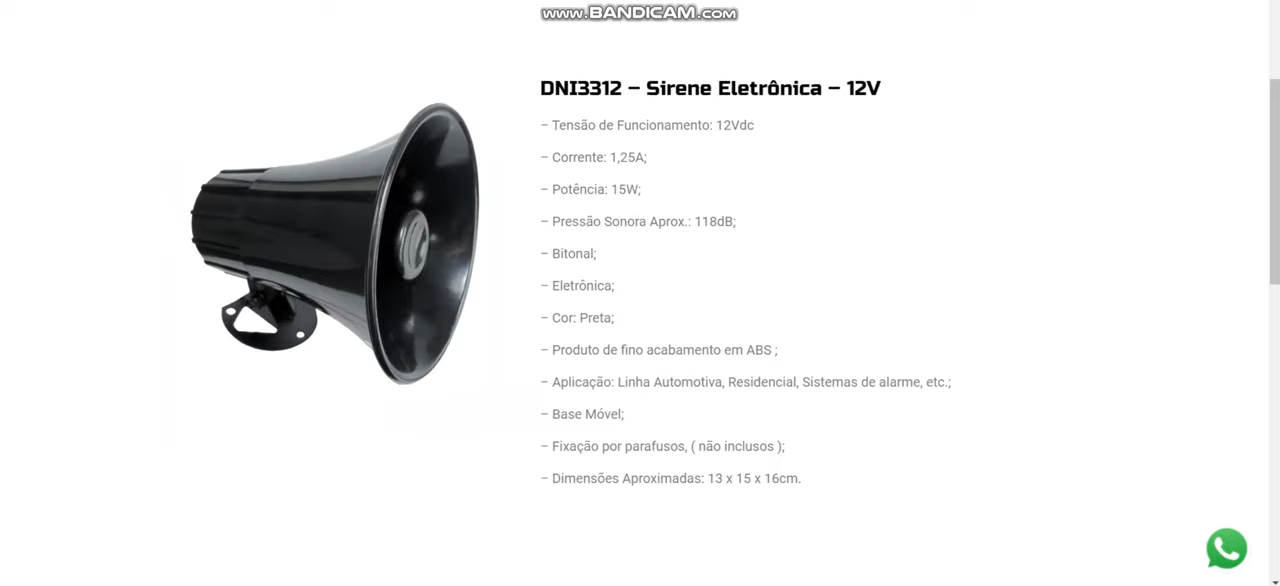 www.BANDICAM.com
DNI3312 – Sirene Eletrônica – 12V
– Tensão de Funcionamento: 12Vdc
– Corrente: 1,25A;
– Potência: 15W;
– Pressão Sonora Aprox.: 118dB;
– Bitonal;
– Eletrônica;
– Cor: Preta;
– Produto de fino acabamento em ABS ;
– Aplicação: Linha Automotiva, Residencial, Sistemas de alarme, etc.;
– Base Móvel;
– Fixação por parafusos, ( não inclusos );
– Dimensões Aproximadas: 13 x 15 x 16cm.